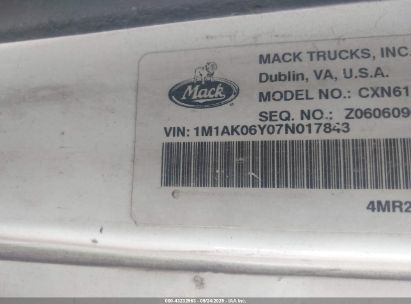 Mack
MACK TRUCKS, INC.
Dublin, VA, U.S.A.
MODEL NO.: CXN61
SEQ. NO.: Z060609
VIN: 1M1AK06Y07N017843
4MR2